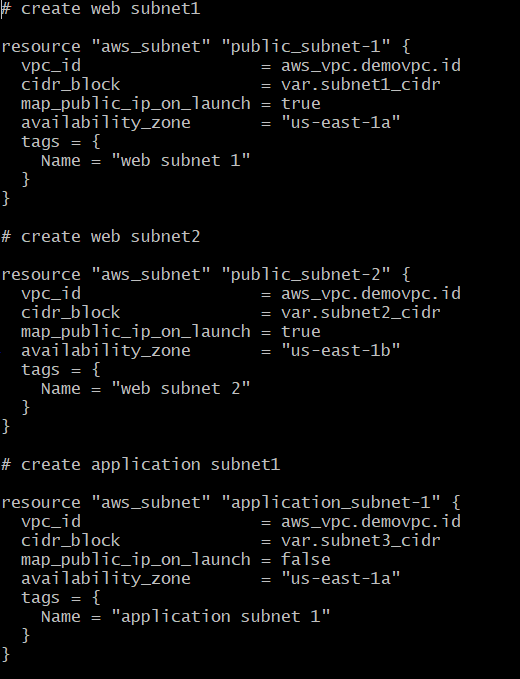 # create web subnet1
resource "aws_subnet" "public_subnet-1" {
  vpc_id                  = aws_vpc.demovpc.id
  cidr_block              = var.subnet1_cidr
  map_public_ip_on_launch = true
  availability_zone       = "us-east-1a"
  tags = {
    Name = "web subnet 1"
  }
}
# create web subnet2
resource "aws_subnet" "public_subnet-2" {
  vpc_id                  = aws_vpc.demovpc.id
  cidr_block              = var.subnet2_cidr
  map_public_ip_on_launch = true
  availability_zone       = "us-east-1b"
  tags = {
    Name = "web subnet 2"
  }
}
# create application subnet1
resource "aws_subnet" "application_subnet-1" {
  vpc_id                  = aws_vpc.demovpc.id
  cidr_block              = var.subnet3_cidr
  map_public_ip_on_launch = false
  availability_zone       = "us-east-1a"
  tags = {
    Name = "application subnet 1"
  }
}